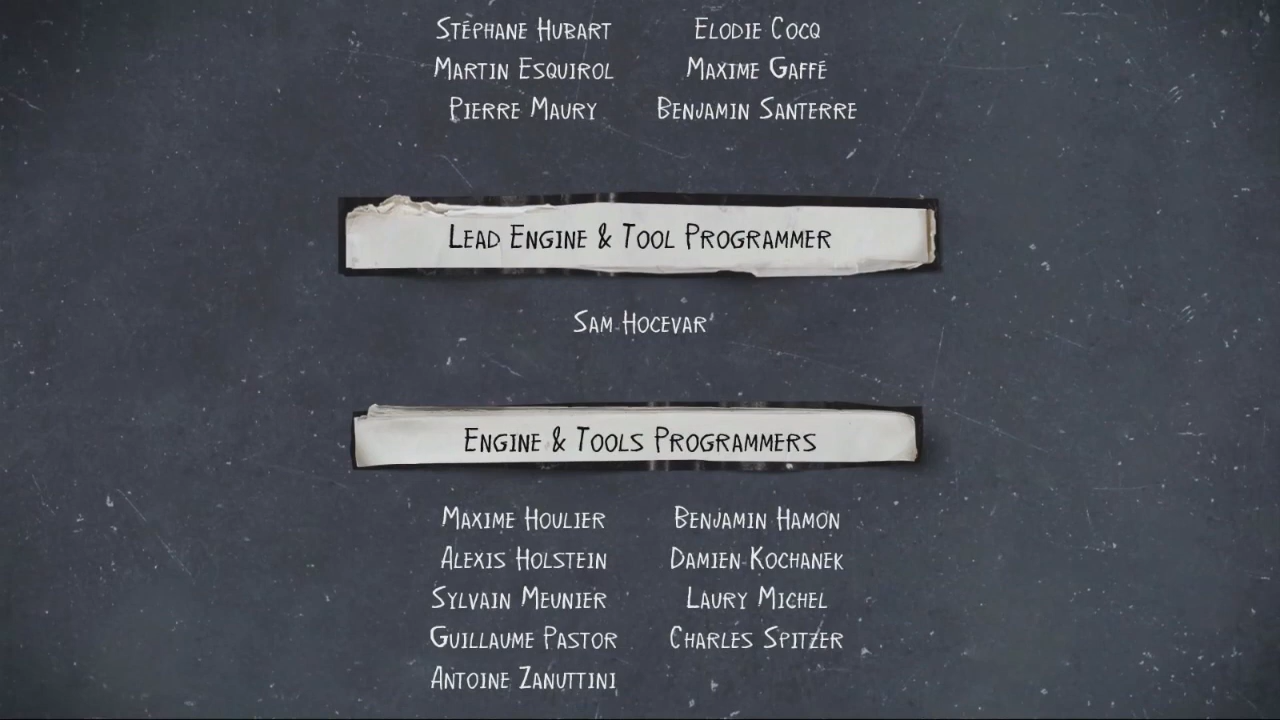 Stéphane Hubart Elodie Cocq
Martin Esquirol Maxime Gaffé
Pierre Maury Benjamin Santerre
Lead Engine & Tool Programmer
Sam Hocevar
Engine & Tools Programmers
Maxime Houlier Benjamin Hamon
Alexis Holstein Damien Kochanek
Sylvain Meunier Laury Michel
Guillaume Pastor Charles Spitzer
Antoine Zanuttini